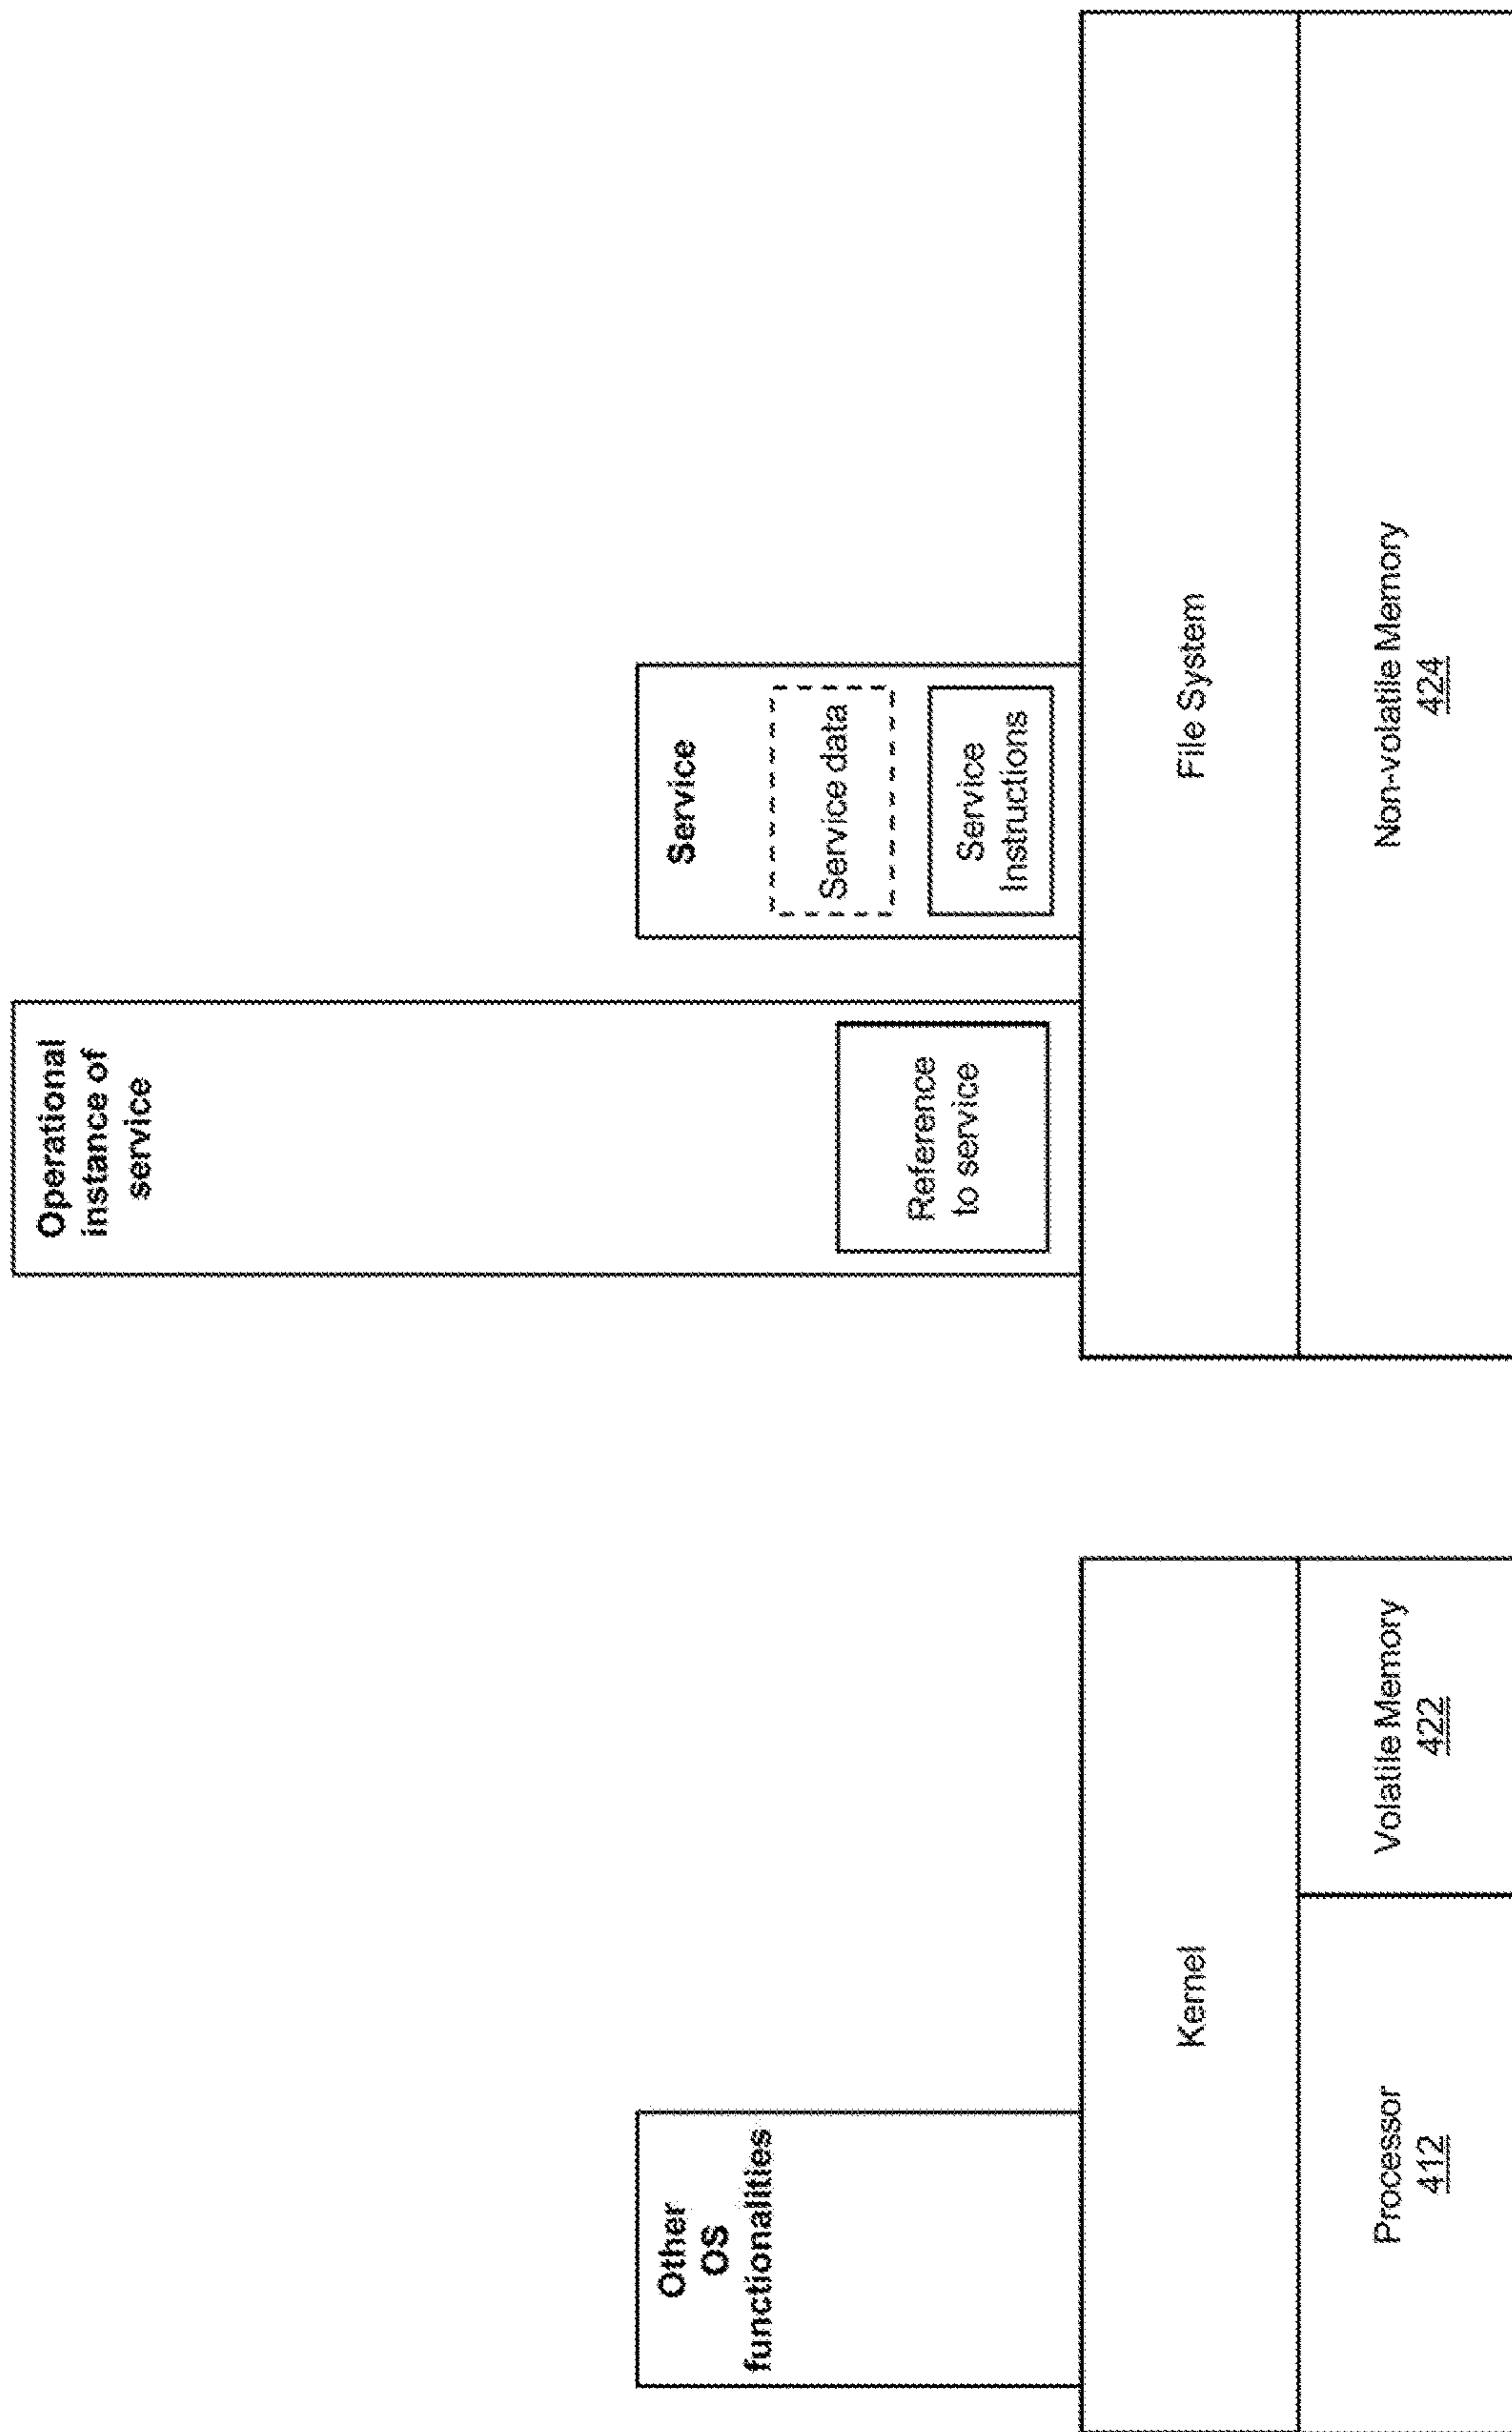 Operational
instance of
service
Other
OS
functionalities
Service
Service data
Reference
to service
Service
Instructions
Kernel
File System
Processor
412
Volatile Memory
422
Non-volatile Memory
424